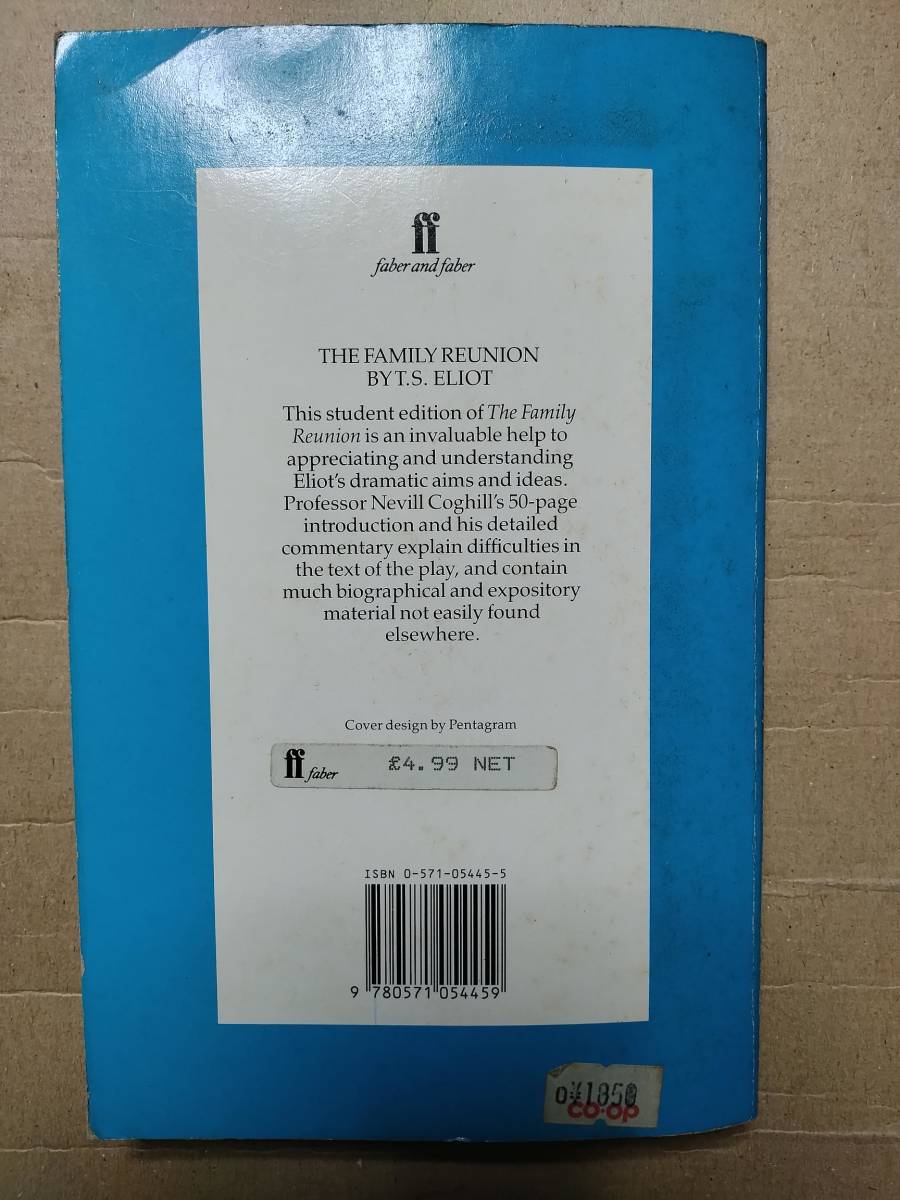 ff
faber and faber
THE FAMILY REUNION
BY T.S. ELIOT
This student edition of The Family
Reunion is an invaluable help to
appreciating and understanding
Eliot's dramatic aims and ideas.
Professor Nevill Coghill's 50-page
introduction and his detailed
commentary explain difficulties in
the text of the play, and contain
much biographical and expository
material not easily found
elsewhere.
Cover design by Pentagram
ff faber £4.99 NET
ISBN 0-571-05445-5
9 780571 054459
0¥1850
CO-OP